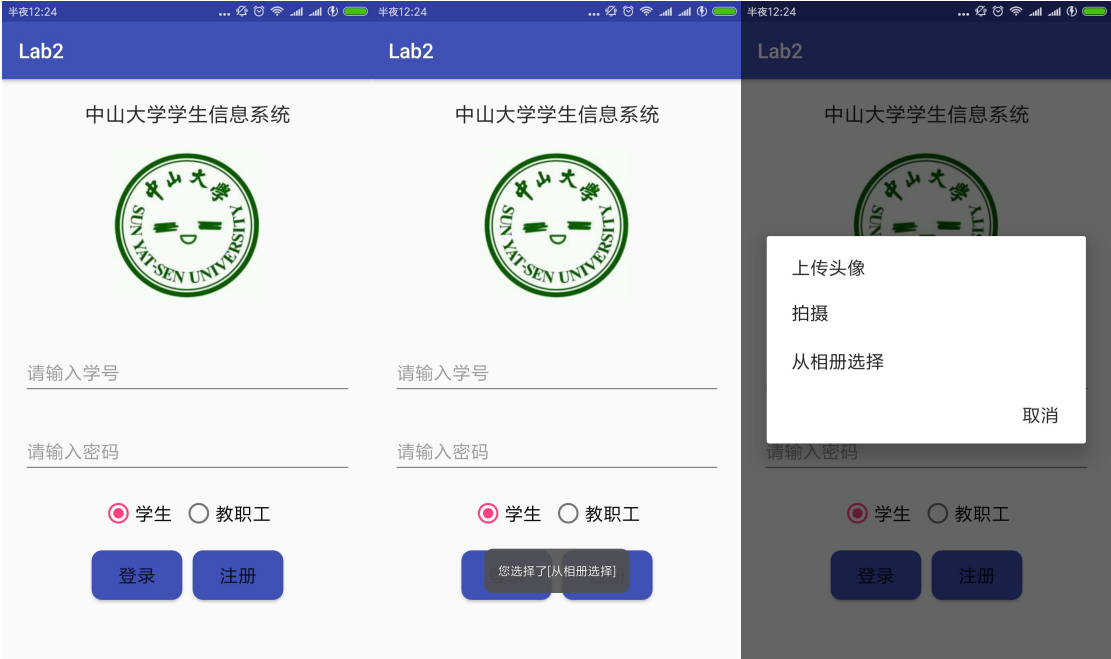 半夜12:24
Lab2
中山大学学生信息系统
中山大学
SUN YAT-SEN UNIVERSITY
请输入学号
请输入密码
学生 教职工
登录 注册
半夜12:24
Lab2
中山大学学生信息系统
中山大学
SUN YAT-SEN UNIVERSITY
请输入学号
请输入密码
学生 教职工
您选择了[从相册选择]
半夜12:24
Lab2
中山大学学生信息系统
中山大学
上传头像
拍摄
从相册选择
取消
请输入密码
学生 教职工
登录 注册